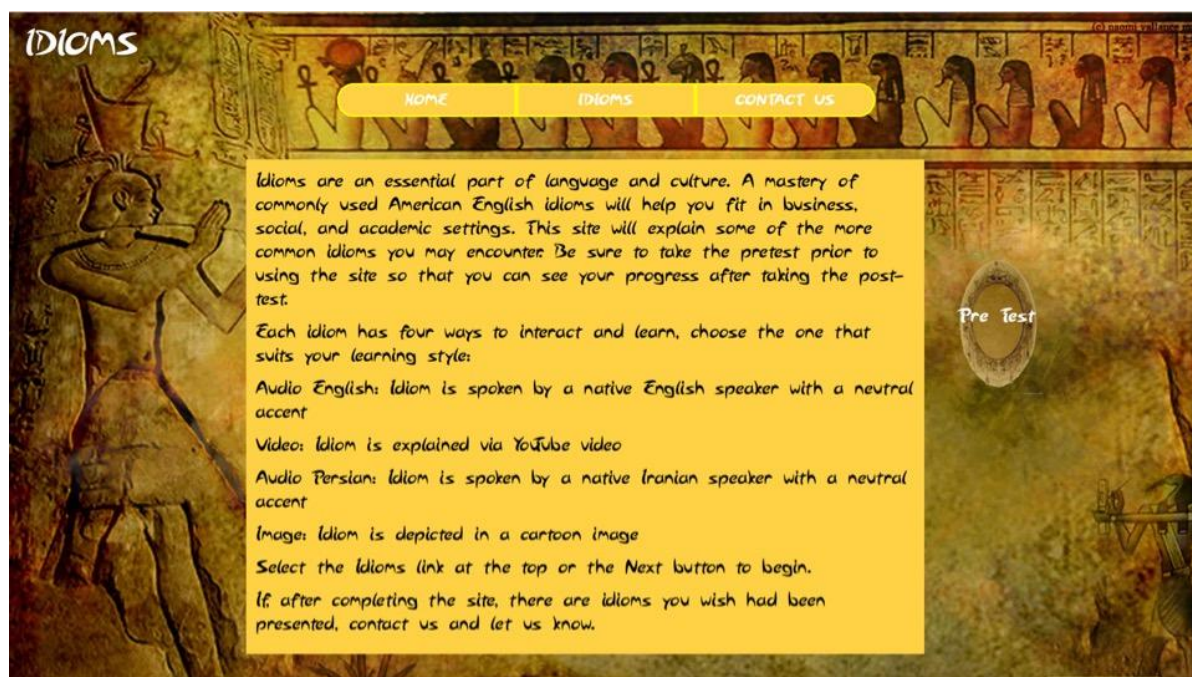 IDIOMS
(c) naomi vallance
HOME
IDIOMS
CONTACT US
Idioms are an essential part of language and culture. A mastery of
commonly used American English idioms will help you fit in business,
social, and academic settings. This site will explain some of the more
common idioms you may encounter. Be sure to take the pretest prior to
using the site so that you can see your progress after taking the post-
test.
Each idiom has four ways to interact and learn, choose the one that
suits your learning style:
Audio English: Idiom is spoken by a native English speaker with a neutral
accent
Video: Idiom is explained via YouTube video
Audio Persian: Idiom is spoken by a native Iranian speaker with a neutral
accent
Image: Idiom is depicted in a cartoon image
Select the Idioms link at the top or the Next button to begin.
If, after completing the site, there are idioms you wish had been
presented, contact us and let us know.
Pre Test